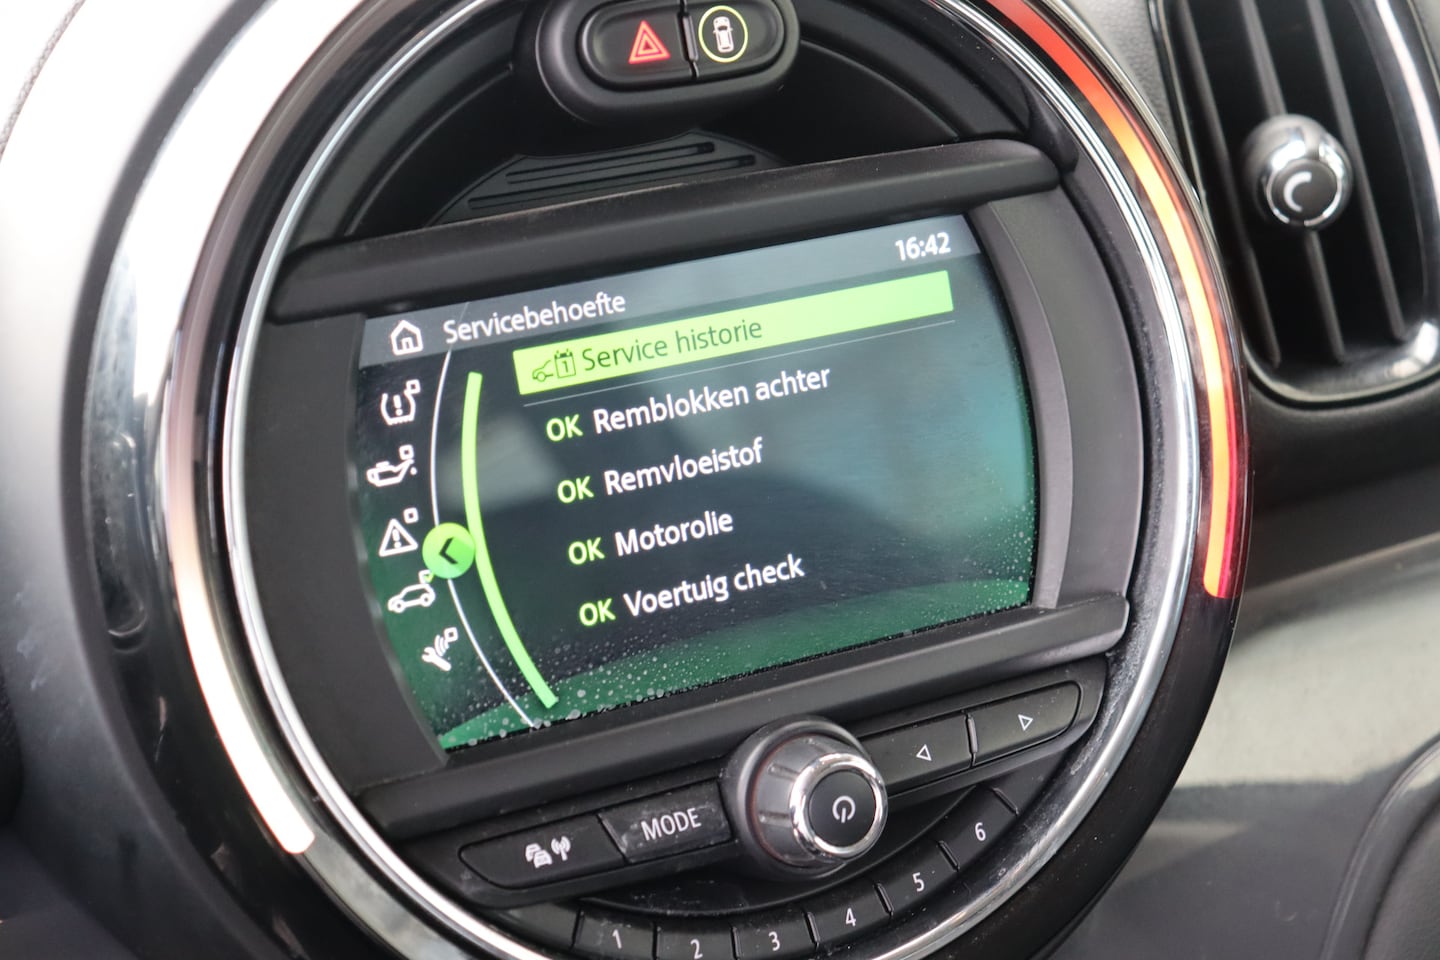 16:42
Servicebehoefte
1 Service historie
OK Remblokken achter
OK Remvloeistof
OK Motorolie
OK Voertuig check
MODE
1 2 3 4 5 6